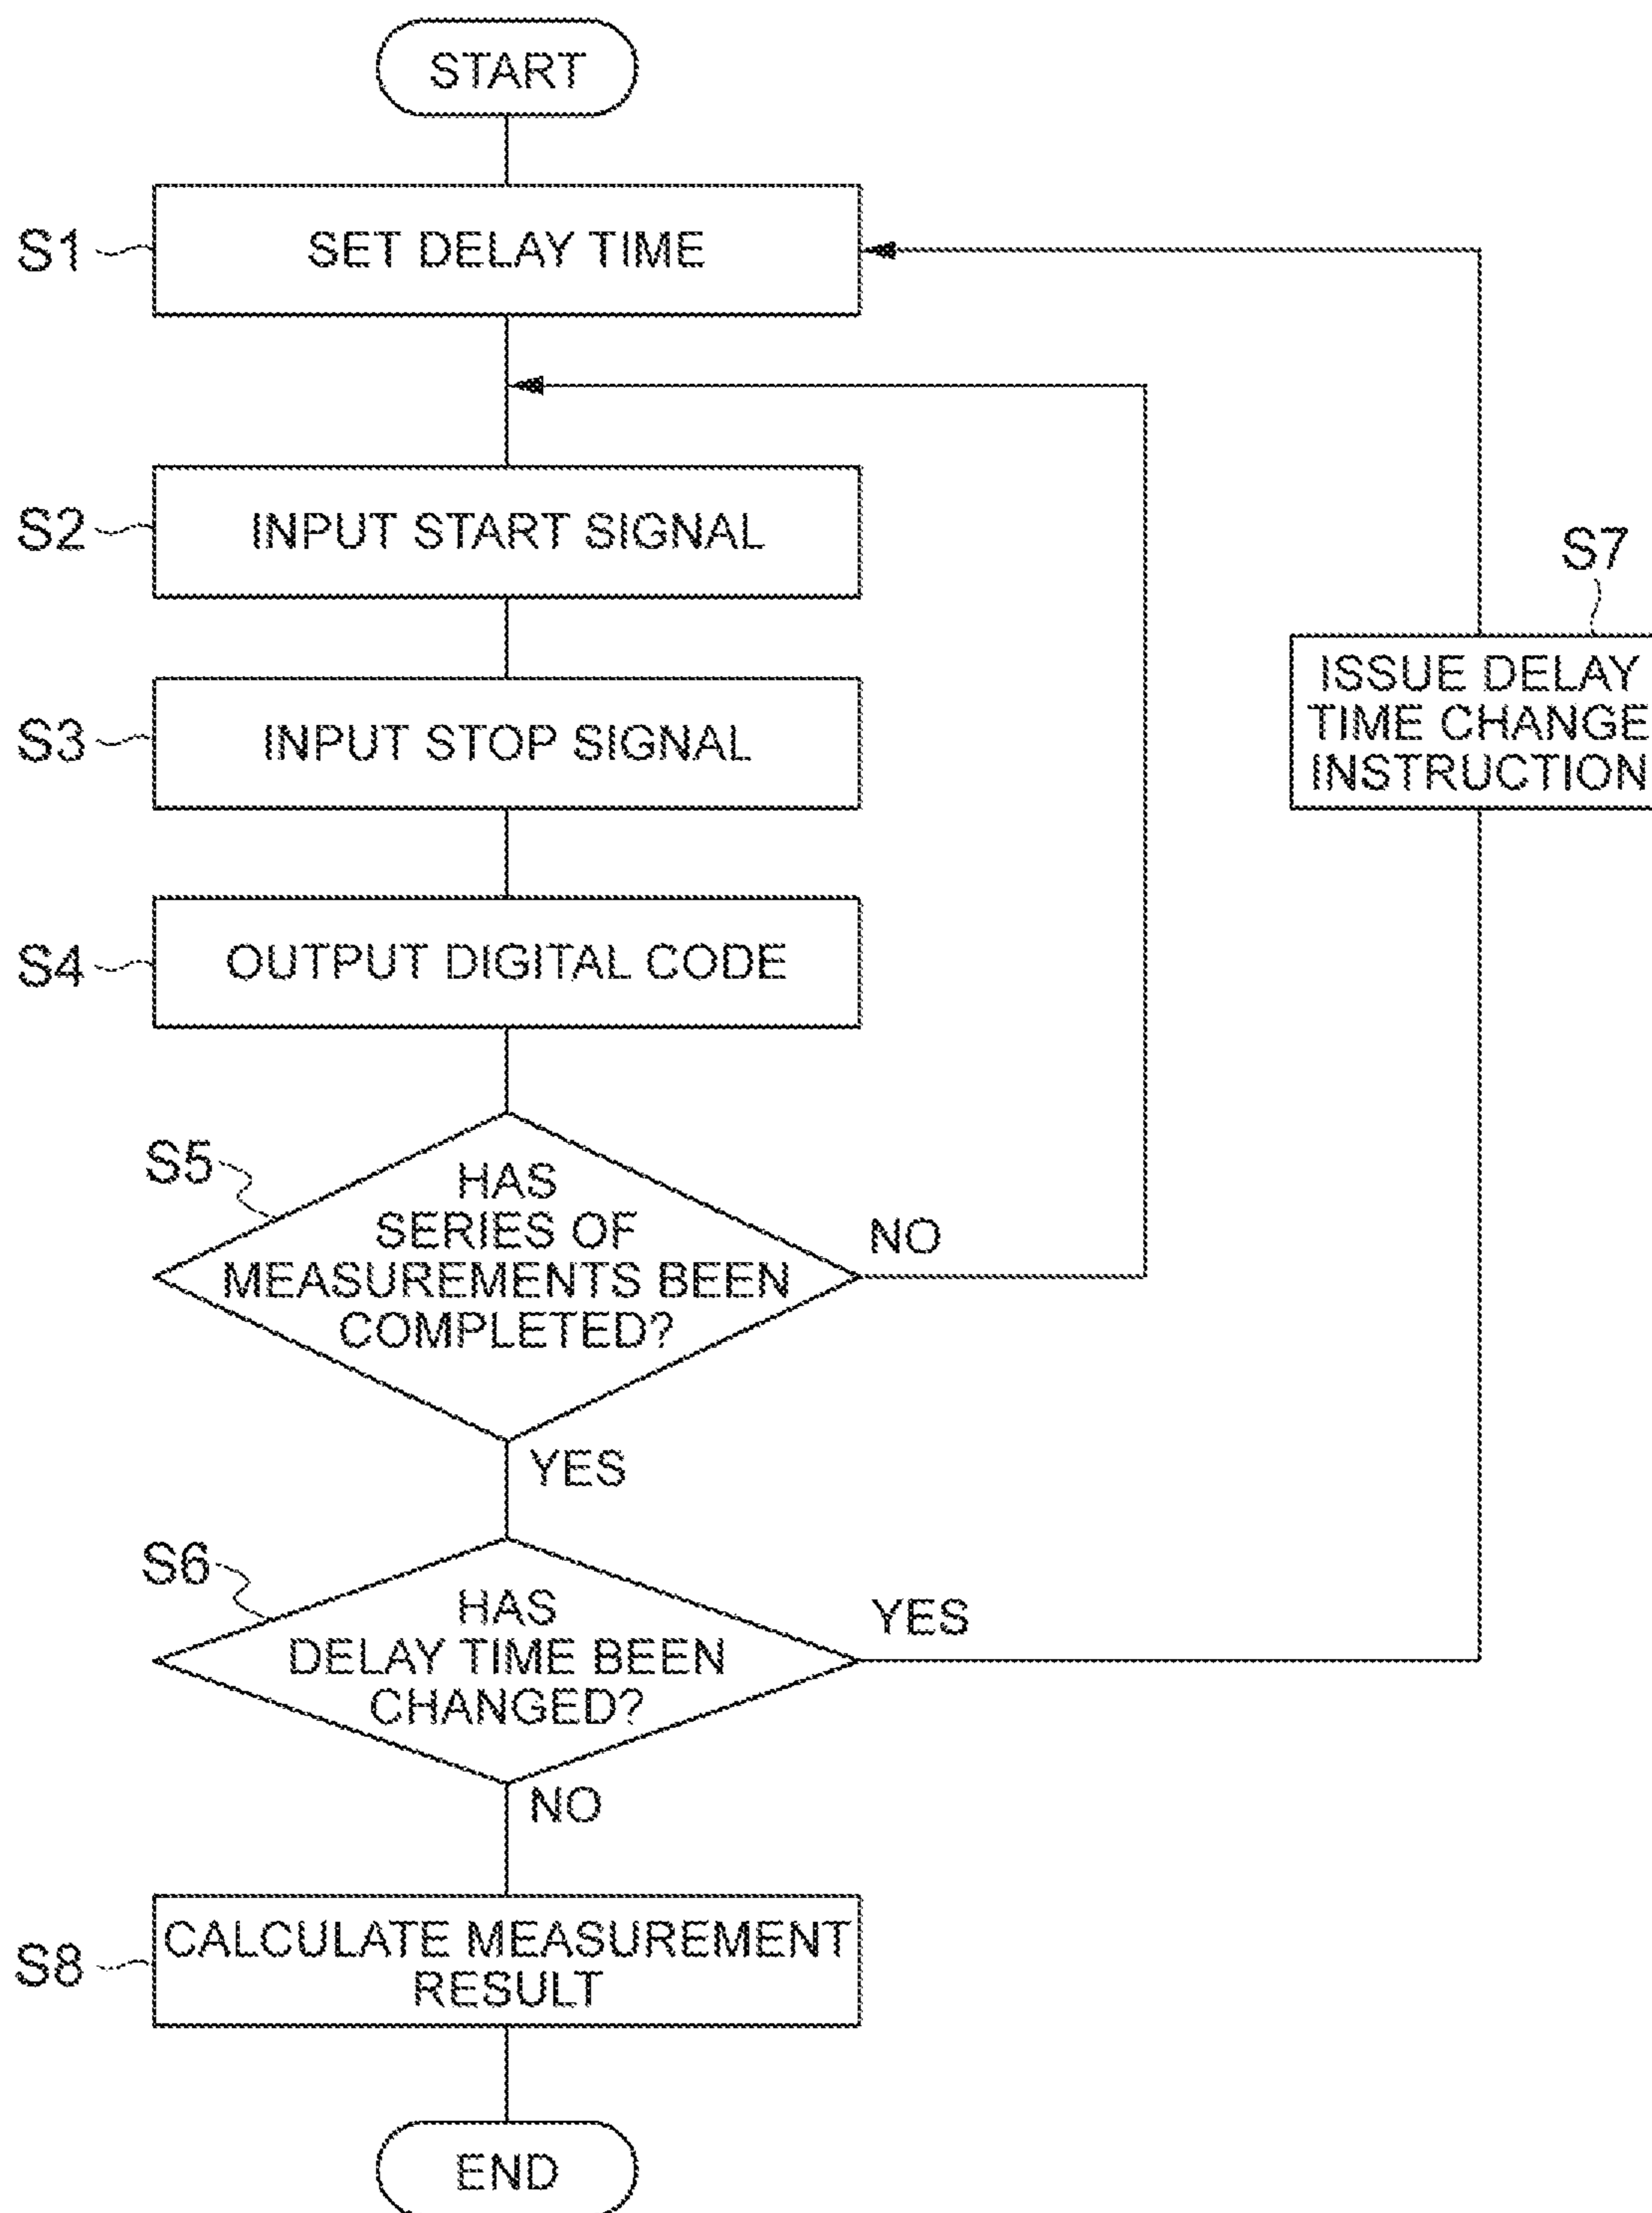 START
S1
SET DELAY TIME
S2
INPUT START SIGNAL
S7
ISSUE DELAY
TIME CHANGE
INSTRUCTION
S3
INPUT STOP SIGNAL
S4
OUTPUT DIGITAL CODE
S5
HAS
SERIES OF
MEASUREMENTS BEEN
COMPLETED?
NO
YES
S6
HAS
DELAY TIME BEEN
CHANGED?
YES
NO
S8
CALCULATE MEASUREMENT
RESULT
END